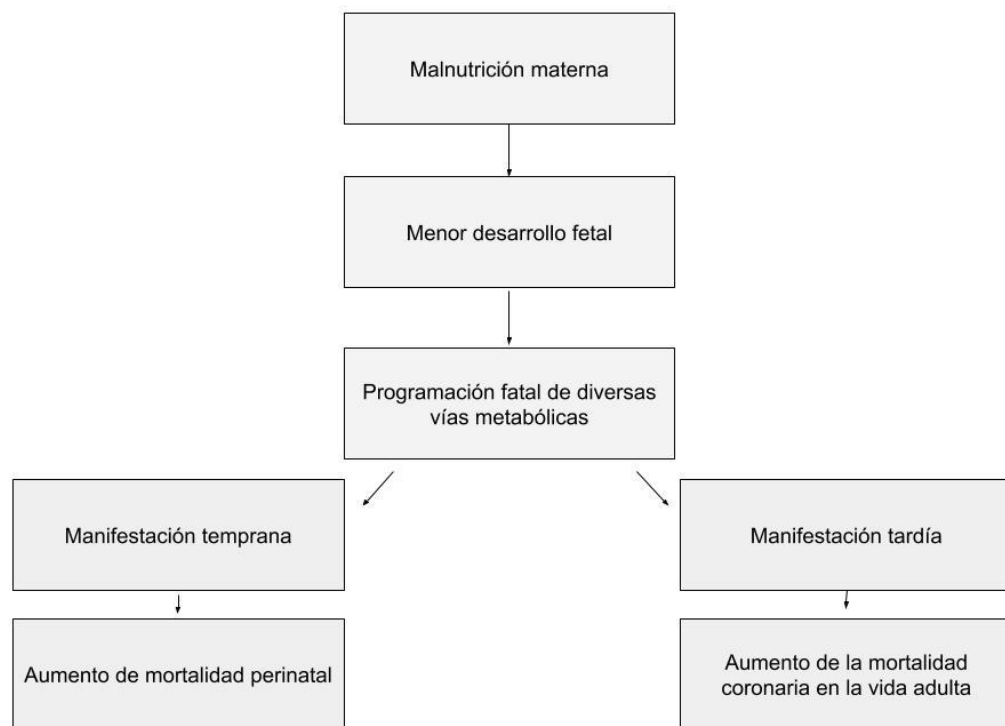 Malnutrición materna
Menor desarrollo fetal
Programación fatal de diversas
vías metabólicas
Manifestación temprana
Manifestación tardía
Aumento de mortalidad perinatal
Aumento de la mortalidad
coronaria en la vida adulta